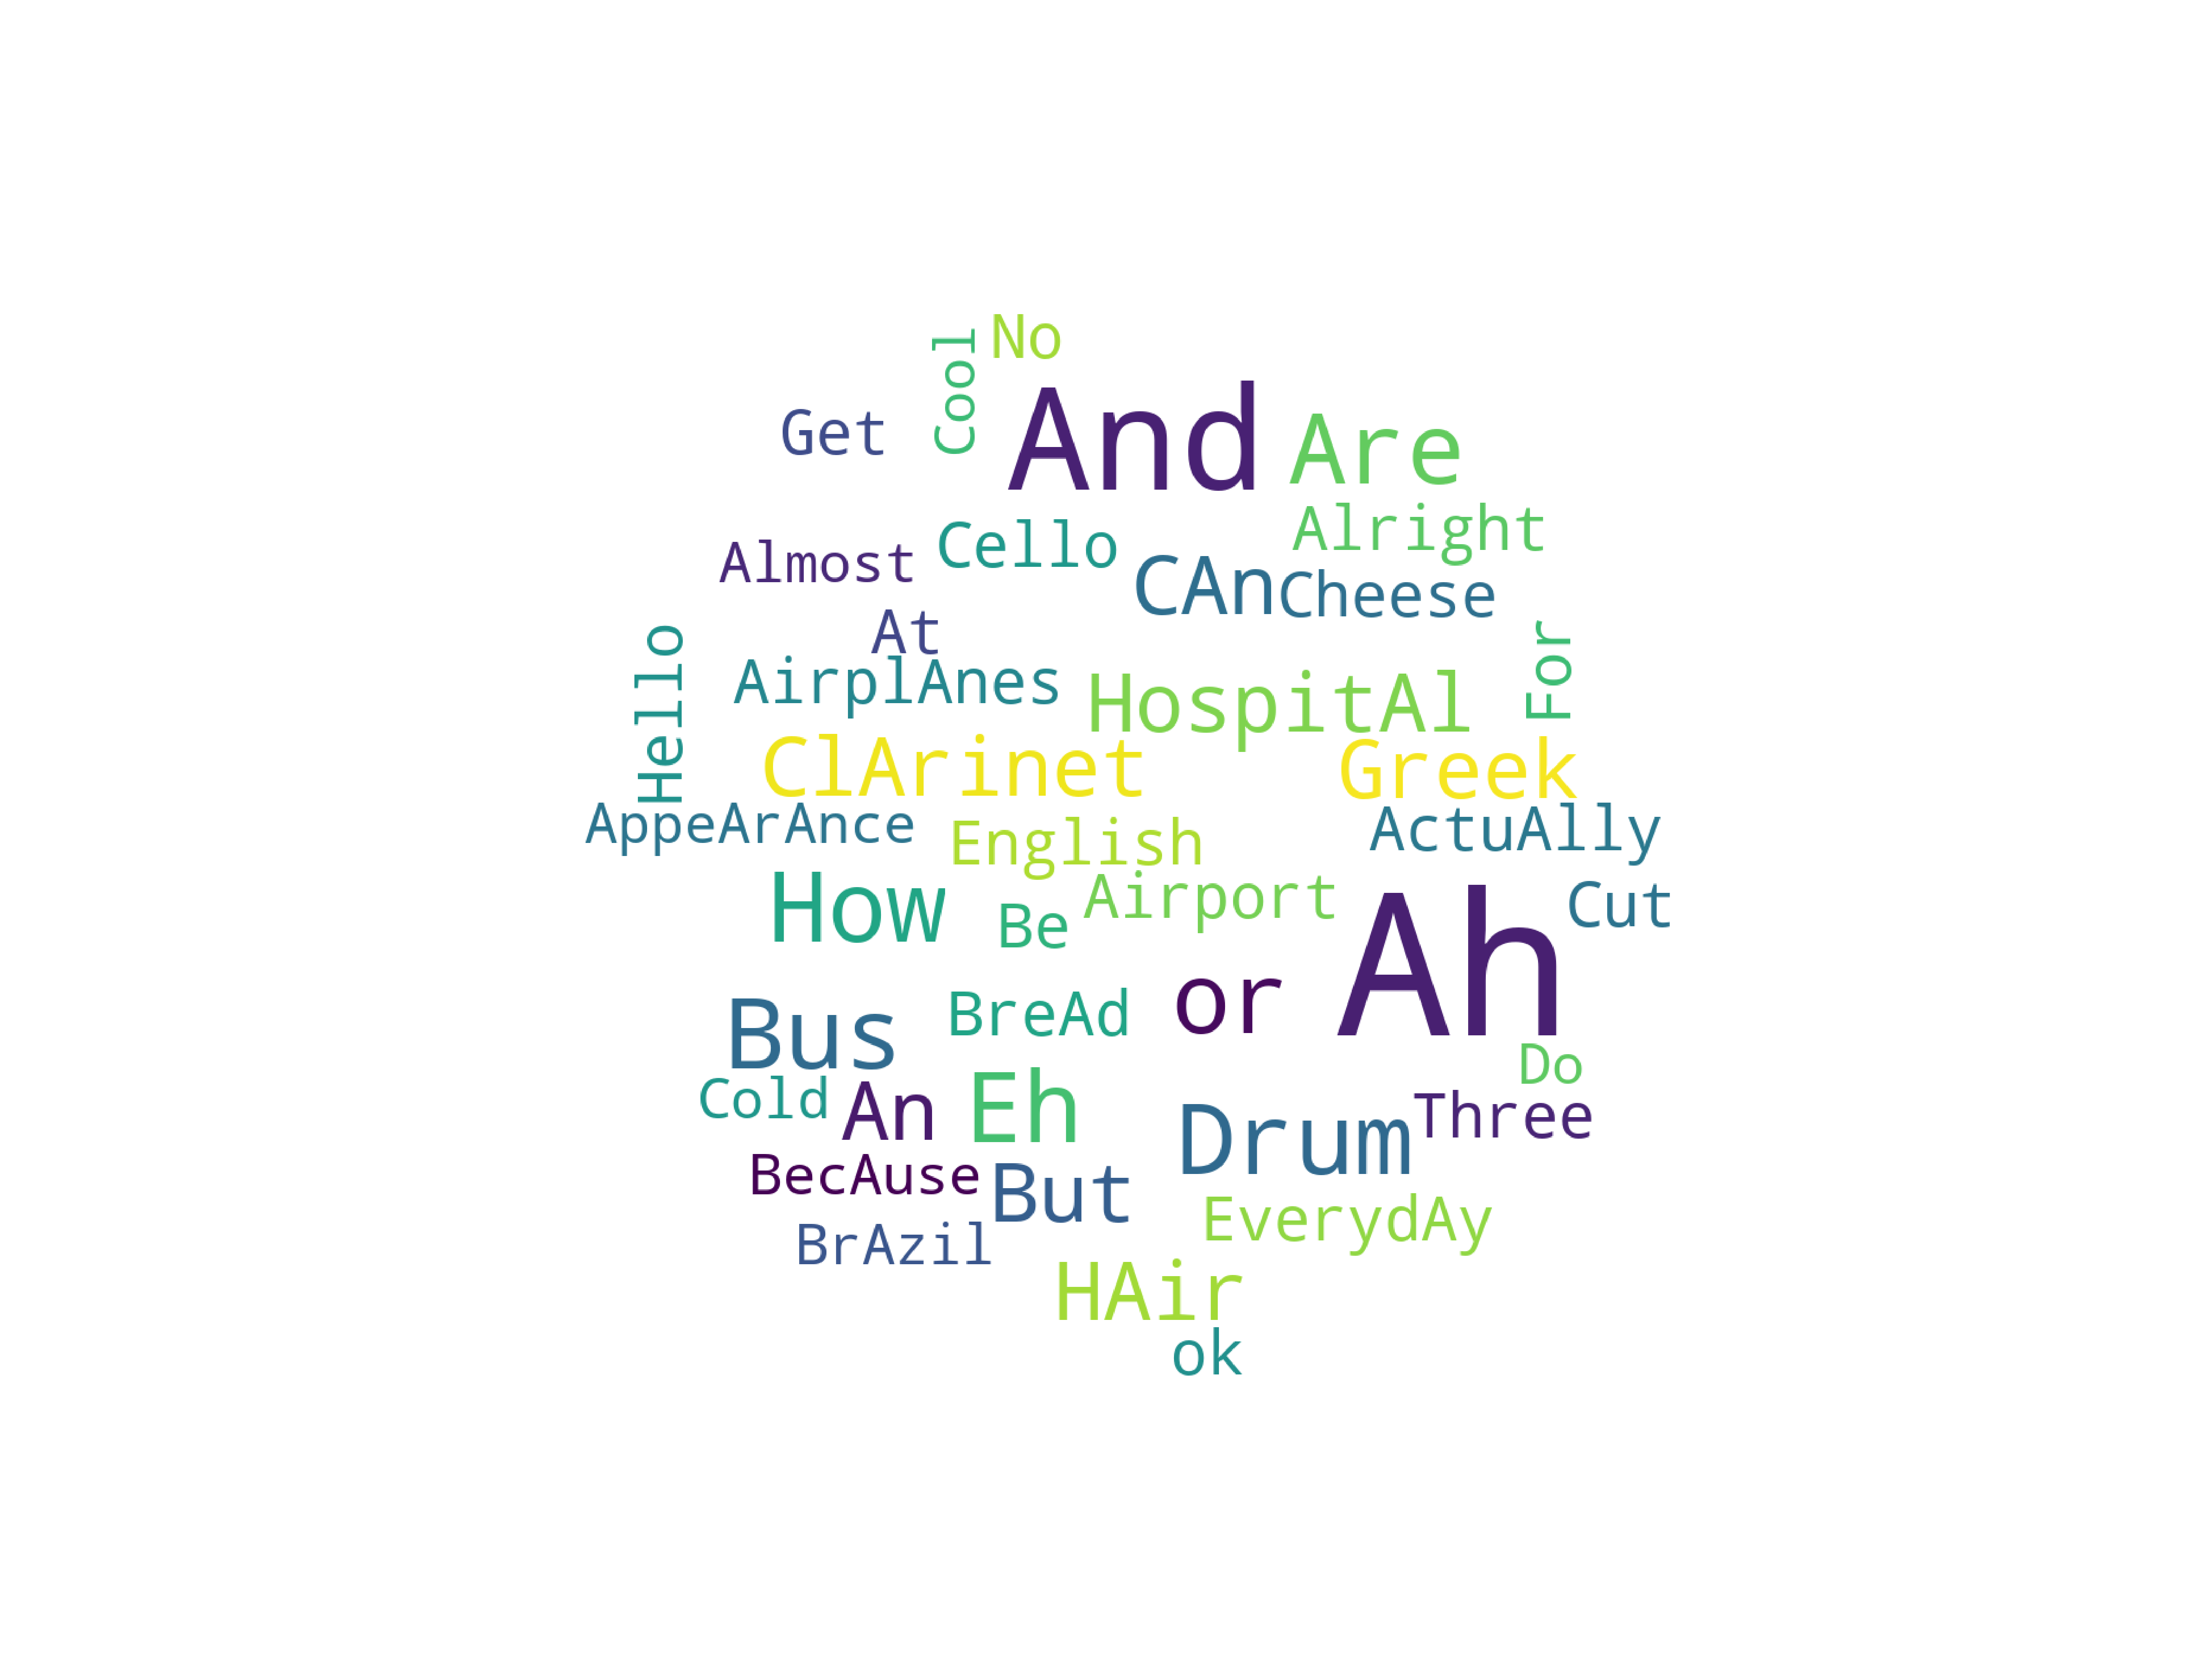 No
Cool
And
Get
Are
Alright
Cello
Almost
CAn
Cheese
At
Hello
For
AirplAnes
HospitAl
ClArinet
Greek
AppeArAnce
ActuAlly
English
How
Airport
Be
Ah
Cut
or
BreAd
Bus
Do
Cold
An
Eh
Drum
Three
BecAuse
But
EverydAy
BrAzil
HAir
ok